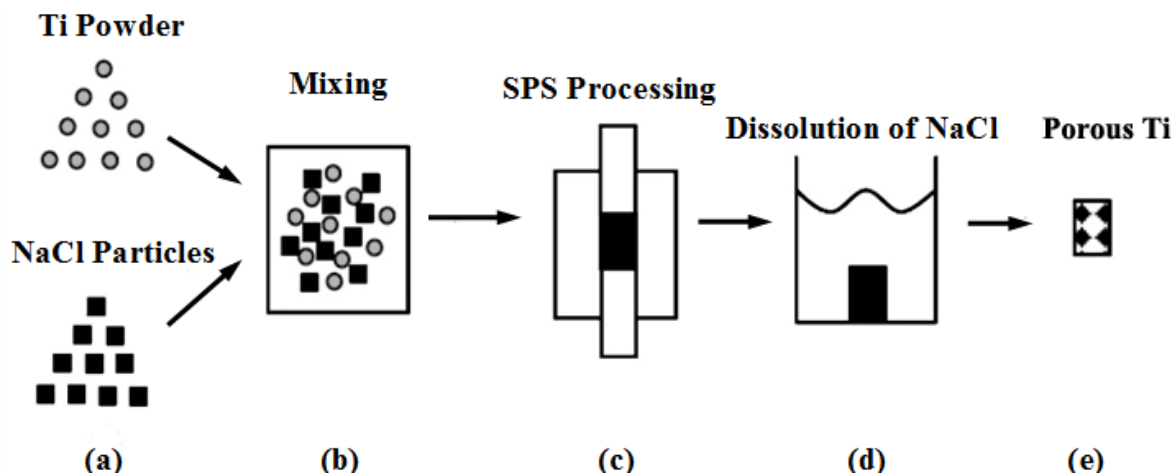 Ti Powder
Mixing
SPS Processing
Dissolution of NaCl
Porous Ti
NaCl Particles
(a)
(b)
(c)
(d)
(e)